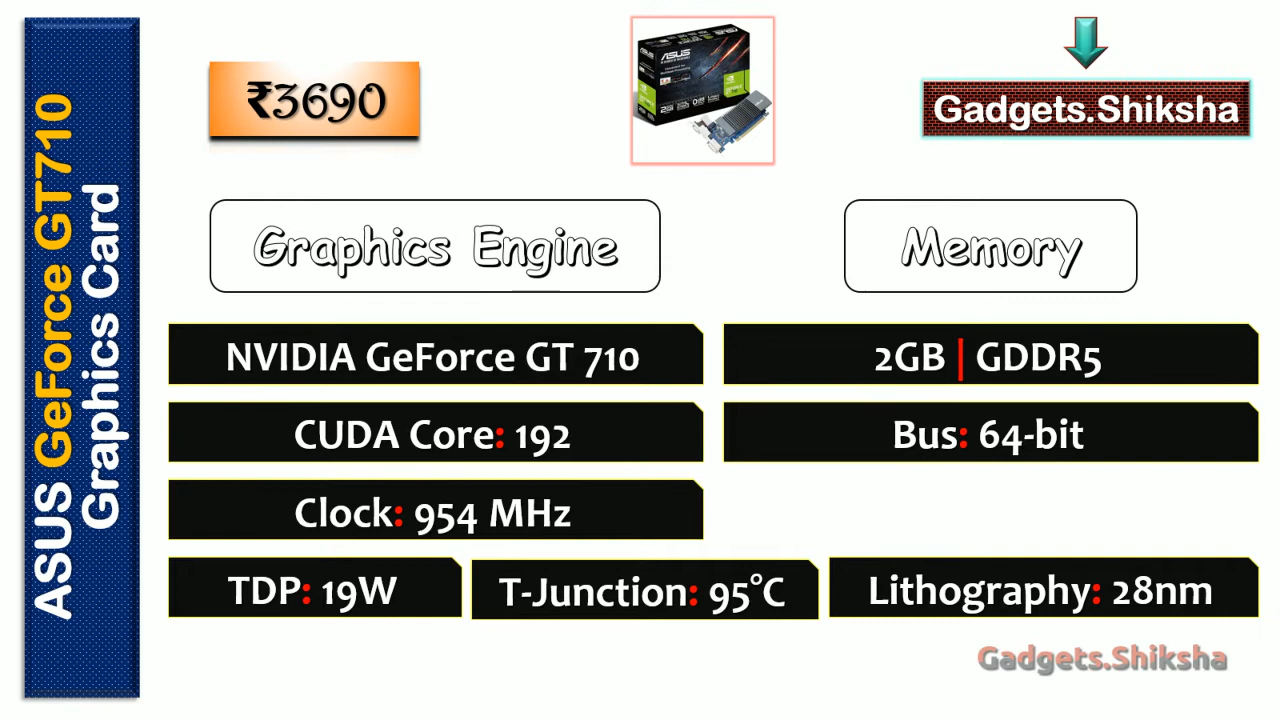 ASUS GeForce GT710
Graphics Card
₹3690
ASUS
Gadgets.Shiksha
Graphics Engine
Memory
NVIDIA GeForce GT 710
2GB | GDDR5
CUDA Core: 192
Bus: 64-bit
Clock: 954 MHz
TDP: 19W
T-Junction: 95°C
Lithography: 28nm
Gadgets.Shiksha